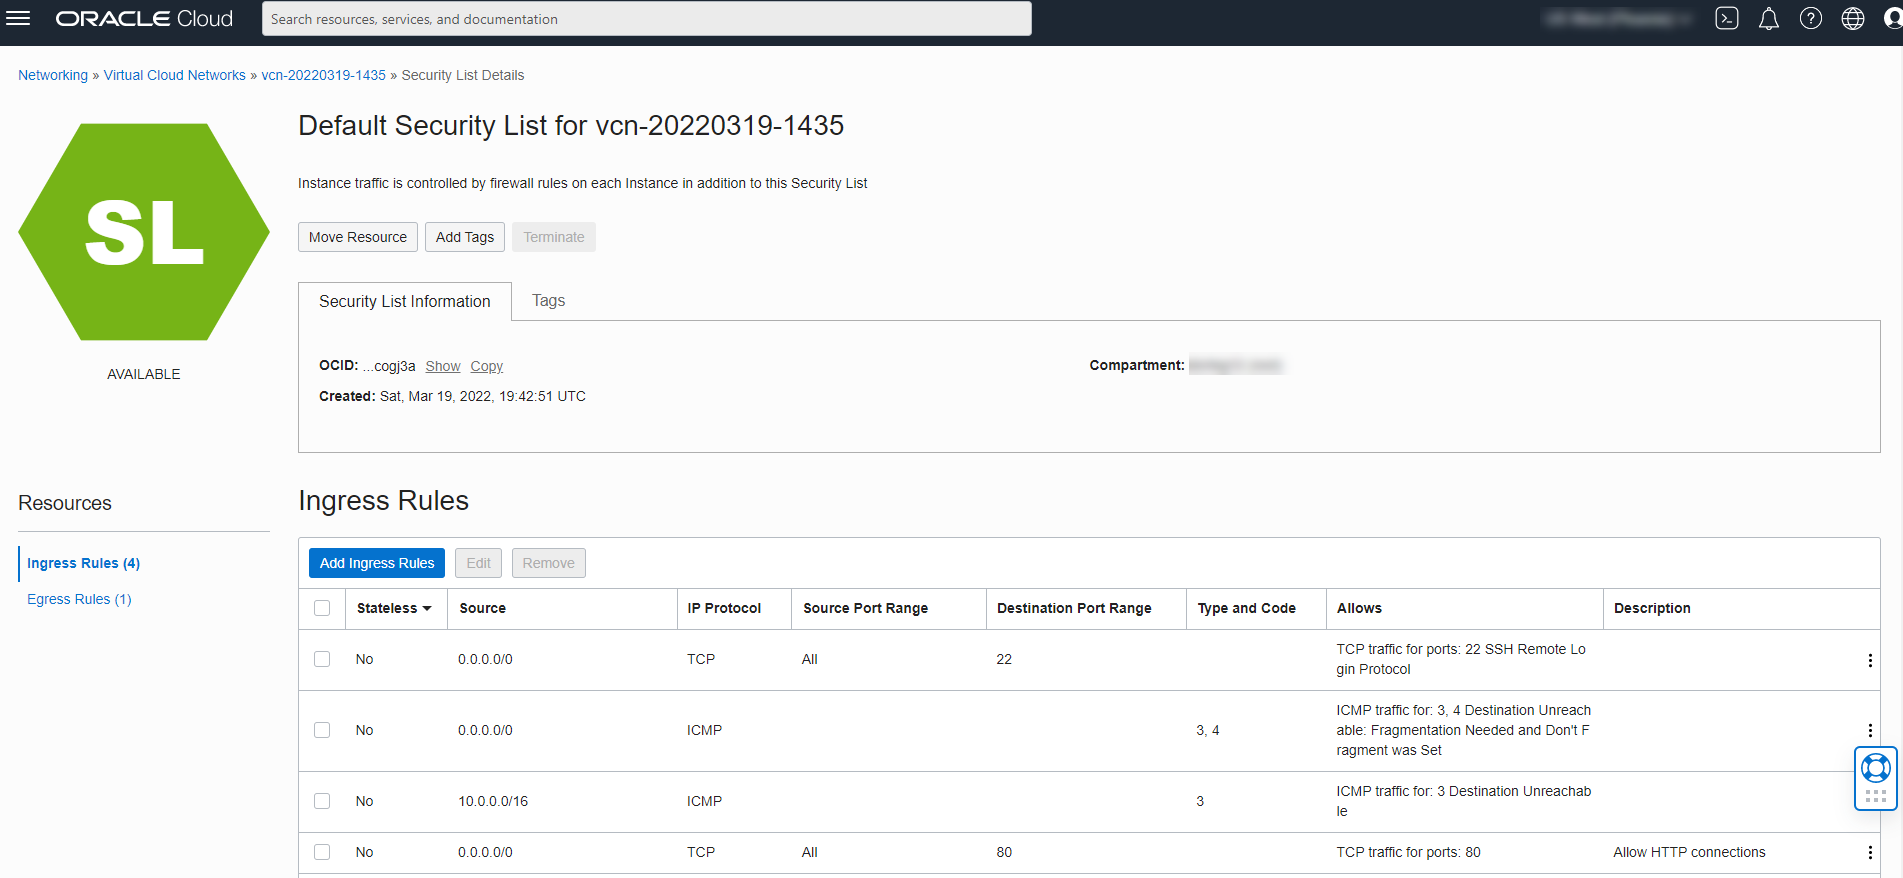 ORACLE Cloud
Search resources, services, and documentation
Networking » Virtual Cloud Networks » vcn-20220319-1435 » Security List Details
SL
AVAILABLE
Default Security List for vcn-20220319-1435
Instance traffic is controlled by firewall rules on each Instance in addition to this Security List
Move Resource Add Tags Terminate
Security List Information Tags
OCID: ...cogj3a Show Copy
Created: Sat, Mar 19, 2022, 19:42:51 UTC
Compartment:
Resources
Ingress Rules (4)
Egress Rules (1)
Ingress Rules
Add Ingress Rules Edit Remove
Stateless Source IP Protocol Source Port Range Destination Port Range Type and Code Allows Description
No 0.0.0.0/0 TCP All 22 TCP traffic for ports: 22 SSH Remote Lo
gin Protocol
No 0.0.0.0/0 ICMP 3, 4 ICMP traffic for: 3, 4 Destination Unreach
able: Fragmentation Needed and Don't F
ragment was Set
No 10.0.0.0/16 ICMP 3 ICMP traffic for: 3 Destination Unreachab
le
No 0.0.0.0/0 TCP All 80 TCP traffic for ports: 80 Allow HTTP connections